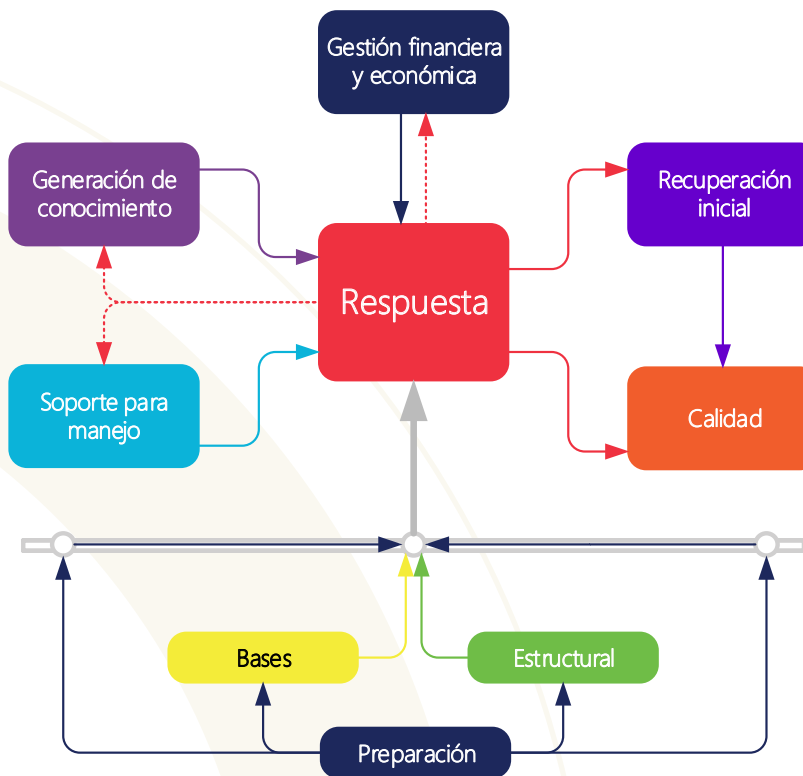 Gestión financiera
y económica
Generación de
conocimiento
Recuperación
inicial
Respuesta
Soporte para
manejo
Calidad
Bases
Estructural
Preparación